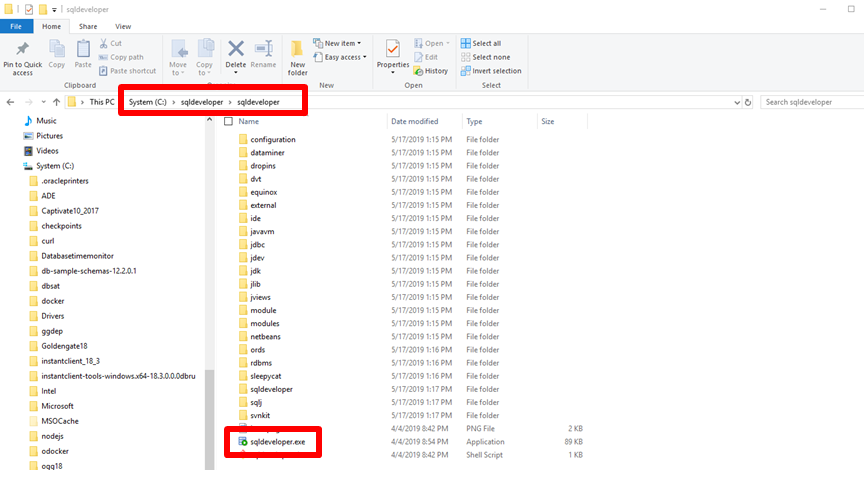 sqldeveloper
File Home Share View
Pin to Quick access
Copy
Paste
Cut
Copy path
Paste shortcut
Clipboard
Move to
Copy to
Delete
Rename
New folder
New item
Easy access
New
Properties
Open
Edit
History
Open
Select all
Select none
Invert selection
Select
This PC System (C:) sqldeveloper sqldeveloper
Search sqldeveloper
Music
Pictures
Videos
System (C:)
.oracleprinters
ADE
Captivate10_2017
checkpoints
curl
Databasetimemonitor
db-sample-schemas-12.2.0.1
dbsat
docker
Drivers
ggdep
Goldengate18
instantclient_18_3
instantclient-tools-windows.x64-18.3.0.0.0dbru
Intel
Microsoft
MSOCache
nodejs
odocker
ogg18
Name Date modified Type Size
configuration 5/17/2019 1:15 PM File folder
dataminer 5/17/2019 1:15 PM File folder
dropins 5/17/2019 1:15 PM File folder
dvt 5/17/2019 1:15 PM File folder
equinox 5/17/2019 1:15 PM File folder
external 5/17/2019 1:15 PM File folder
ide 5/17/2019 1:15 PM File folder
javavm 5/17/2019 1:15 PM File folder
jdbc 5/17/2019 1:15 PM File folder
jdev 5/17/2019 1:15 PM File folder
jdk 5/17/2019 1:15 PM File folder
jlib 5/17/2019 1:15 PM File folder
jviews 5/17/2019 1:15 PM File folder
module 5/17/2019 1:15 PM File folder
modules 5/17/2019 1:15 PM File folder
netbeans 5/17/2019 1:15 PM File folder
ords 5/17/2019 1:16 PM File folder
rdbms 5/17/2019 1:16 PM File folder
sleepycat 5/17/2019 1:16 PM File folder
sqldeveloper 5/17/2019 1:17 PM File folder
sqlj 5/17/2019 1:17 PM File folder
svnkit 5/17/2019 1:17 PM File folder
4/4/2019 8:42 PM PNG File 2 KB
sqldeveloper.exe 4/4/2019 8:54 PM Application 89 KB
4/4/2019 8:42 PM Shell Script 1 KB